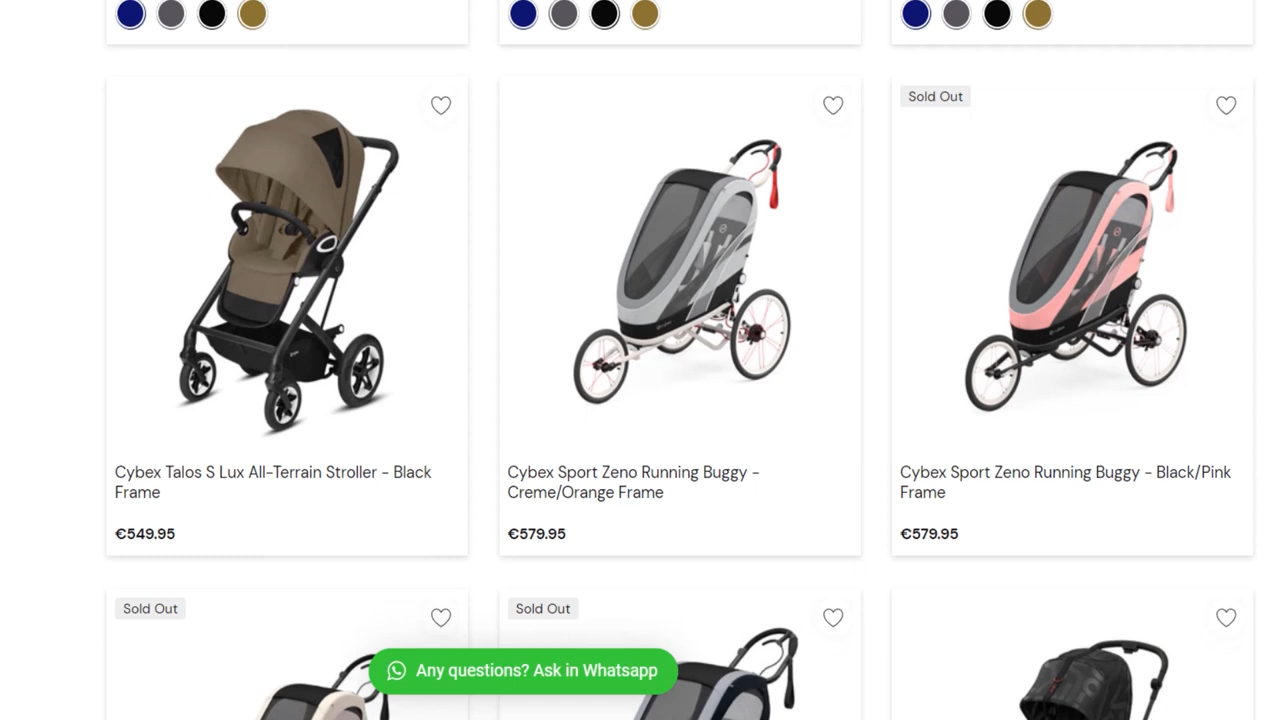 Sold Out
Cybex Talos S Lux All-Terrain Stroller - Black
Frame
€549.95
Cybex Sport Zeno Running Buggy -
Creme/Orange Frame
€579.95
Cybex Sport Zeno Running Buggy - Black/Pink
Frame
€579.95
Sold Out
Sold Out
Any questions? Ask in Whatsapp